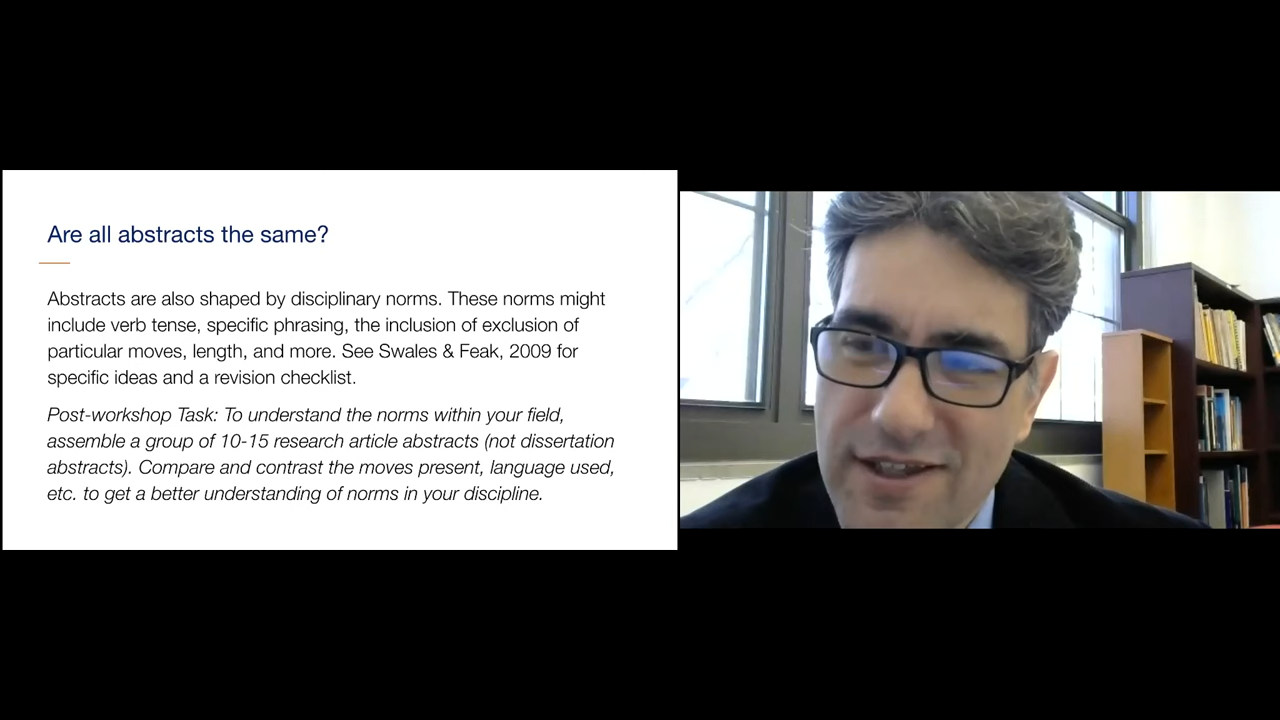 Are all abstracts the same?
Abstracts are also shaped by disciplinary norms. These norms might
include verb tense, specific phrasing, the inclusion of exclusion of
particular moves, length, and more. See Swales & Feak, 2009 for
specific ideas and a revision checklist.
Post-workshop Task: To understand the norms within your field,
assemble a group of 10-15 research article abstracts (not dissertation
abstracts). Compare and contrast the moves present, language used,
etc. to get a better understanding of norms in your discipline.